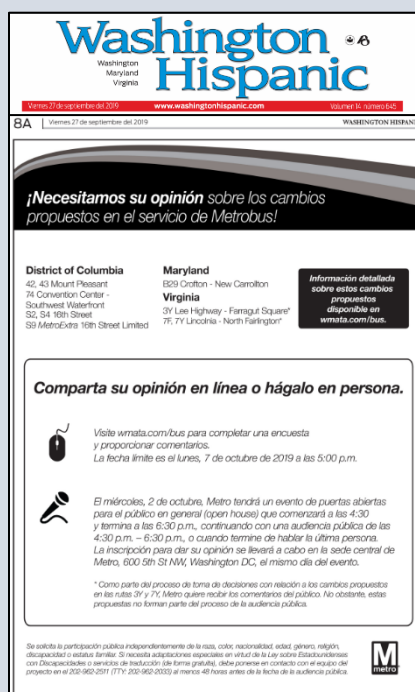 Washington
Washington
Maryland
Virginia
Hispanic
Viernes 27 de septiembre del 2019 www.washingtonhispanic.com Volumen 14 número 645
8A Viernes 27 de septiembre del 2019 WASHINGTON HISPANI
¡Necesitamos su opinión sobre los cambios
propuestos en el servicio de Metrobus!
District of Columbia
42, 43 Mount Pleasant
74 Convention Center -
Southwest Waterfront
S2, S4 16th Street
S9 MetroExtra 16th Street Limited
Maryland
B29 Crofton - New Carrollton
Virginia
3Y Lee Highway - Farragut Square*
7F, 7Y Lincolnia - North Fairlington*
Información detallada
sobre estos cambios
propuestos
disponible en
wmata.com/bus.
Comparta su opinión en línea o hágalo en persona.
Visite wmata.com/bus para completar una encuesta
y proporcionar comentarios.
La fecha límite es el lunes, 7 de octubre de 2019 a las 5:00 p.m.
El miércoles, 2 de octubre, Metro tendrá un evento de puertas abiertas
para el público en general (open house) que comenzará a las 4:30
y termina a las 6:30 p.m., continuando con una audiencia pública de las
4:30 p.m. – 6:30 p.m., o cuando termine de hablar la última persona.
La inscripción para dar su opinión se llevará a cabo en la sede central de
Metro, 600 5th St NW, Washington DC, el mismo día del evento.
* Como parte del proceso de toma de decisiones con relación a los cambios propuestos
en las rutas 3Y y 7Y, Metro quiere recibir los comentarios del público. No obstante, estas
propuestas no forman parte del proceso de la audiencia pública.
Se solicita la participación pública independientemente de la raza, color, nacionalidad, edad, género, religión,
discapacidad o estatus familiar. Si necesita adaptaciones especiales en virtud de la Ley sobre Estadounidenses
con Discapacidades o servicios de traducción (de forma gratuita), debe ponerse en contacto con el equipo del
proyecto en el 202-962-2511 (TTY: 202-962-2033) al menos 48 horas antes de la fecha de la audiencia pública.
M
metro